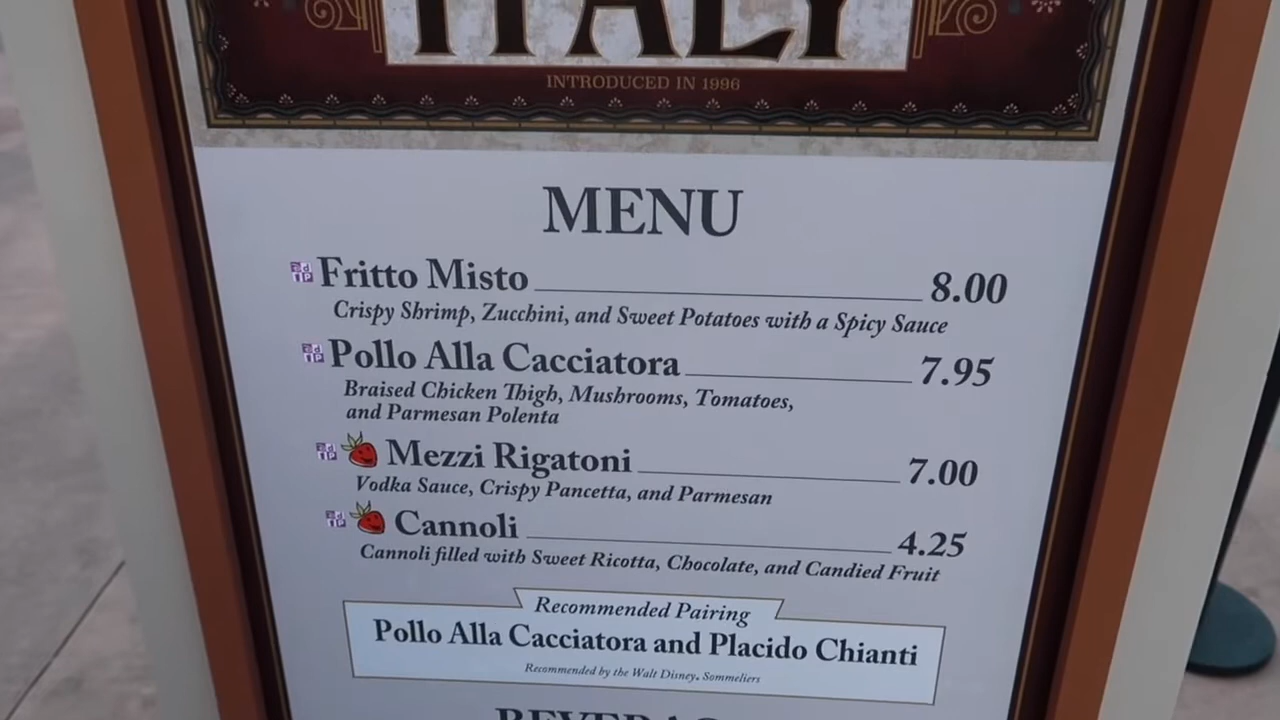 ITALY
INTRODUCED IN 1996
MENU
Fritto Misto 8.00
Crispy Shrimp, Zucchini, and Sweet Potatoes with a Spicy Sauce
Pollo Alla Cacciatora 7.95
Braised Chicken Thigh, Mushrooms, Tomatoes,
and Parmesan Polenta
Mezzi Rigatoni 7.00
Vodka Sauce, Crispy Pancetta, and Parmesan
Cannoli 4.25
Cannoli filled with Sweet Ricotta, Chocolate, and Candied Fruit
Recommended Pairing
Pollo Alla Cacciatora and Placido Chianti
Recommended by the Walt Disney® Sommeliers